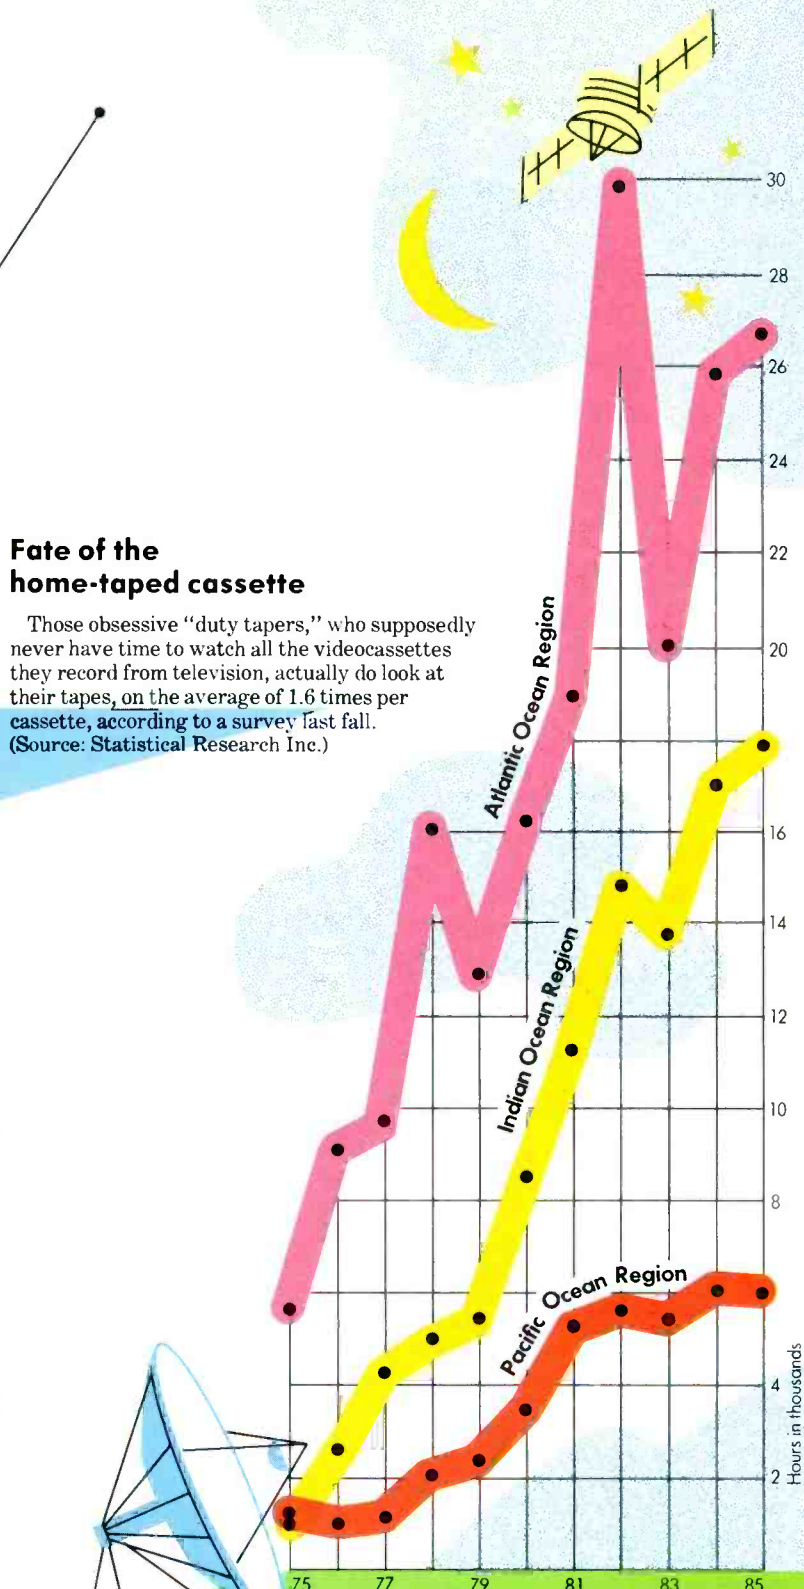 30
28
26
24
22
20
16
14
12
10
8
4
2
Hours in thousands
Atlantic Ocean Region
Indian Ocean Region
Pacific Ocean Region
Fate of the
home-taped cassette
Those obsessive "duty tapers," who supposedly
never have time to watch all the videocassettes
they record from television, actually do look at
their tapes, on the average of 1.6 times per
cassette, according to a survey last fall.
(Source: Statistical Research Inc.)
75 77 79 81 83 85